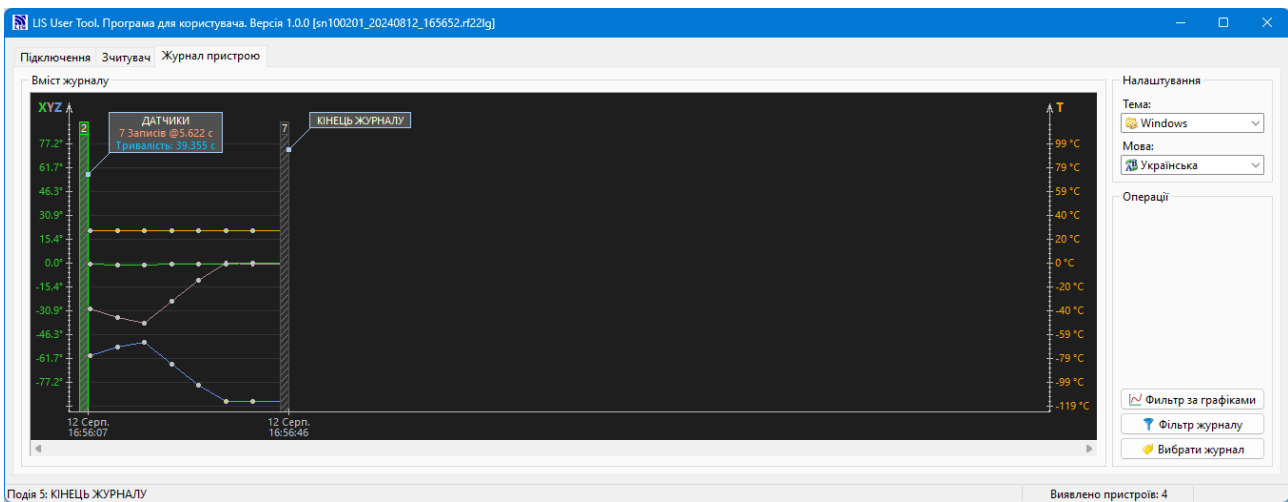 LIS User Tool. Програма для користувача. Версія 1.0.0 [sn100201_20240812_165652.rf22lg]
Підключення Зчитувач Журнал пристрою
Вміст журналу
XYZ
2
ДАТЧИКИ
7 Записів @5.622 с
Тривалість: 39.355 с
7
КІНЕЦЬ ЖУРНАЛУ
T
77.2°
61.7°
46.3°
30.9°
15.4°
0.0°
-15.4°
-30.9°
-46.3°
-61.7°
-77.2°
99 °C
79 °C
59 °C
40 °C
20 °C
0 °C
-20 °C
-40 °C
-59 °C
-79 °C
-99 °C
-119 °C
12 Серп.
16:56:07
12 Серп.
16:56:46
Налаштування
Тема:
Windows
Мова:
Українська
Операції
Фильтр за графіками
Фільтр журналу
Вибрати журнал
Подія 5: КІНЕЦЬ ЖУРНАЛУ
Виявлено пристроїв: 4